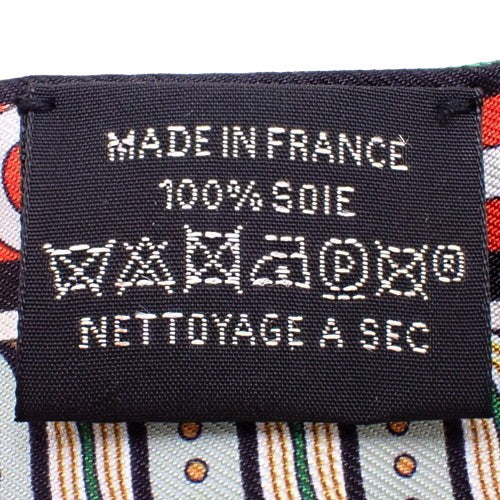 MADE IN FRANCE
100% SOIE
P ®
NETTOYAGE A SEC